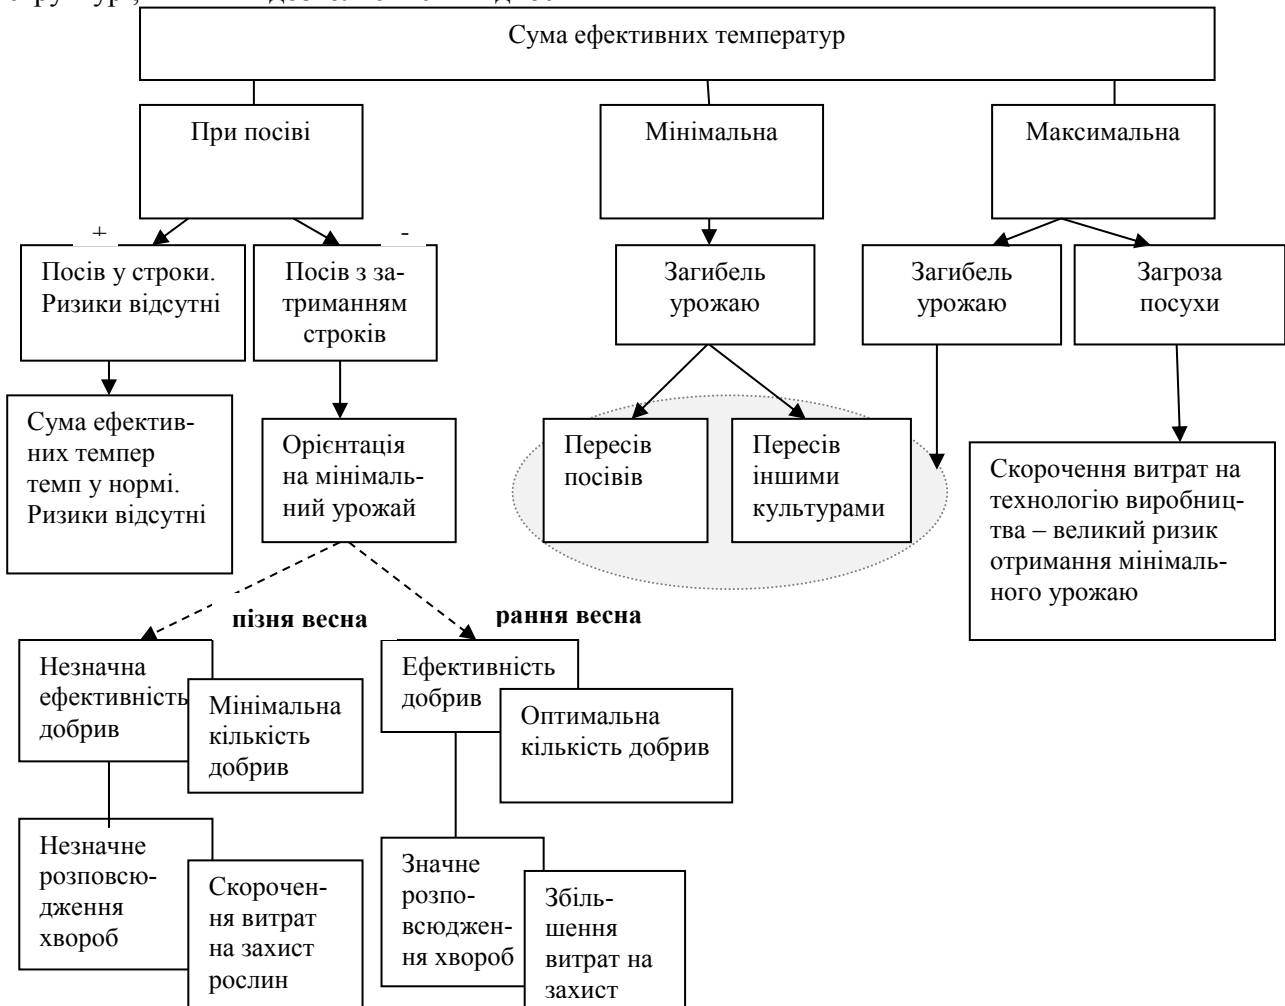 Сума ефективних температур
При посіві
Мінімальна
Максимальна
+
-
Посів у строки.
Ризики відсутні
Посів з за-
триманням
строків
Загибель
урожаю
Загибель
урожаю
Загроза
посухи
Сума ефектив-
них темпер
темп у нормі.
Ризики відсутні
Орієнтація
на мінімаль-
ний урожай
Пересів
посівів
Пересів
іншими
культурами
Скорочення витрат на
технологію виробниц-
тва – великий ризик
отримання мінімаль-
ного урожаю
пізня весна
рання весна
Незначна
ефективність
добрив
Мінімальна
кількість
добрив
Ефективність
добрив
Оптимальна
кількість добрив
Незначне
розповсю-
дження
хвороб
Скорочен-
ня витрат
на захист
рослин
Значне
розпо-
всюджен-
ня хвороб
Збіль-
шення
витрат на
захист